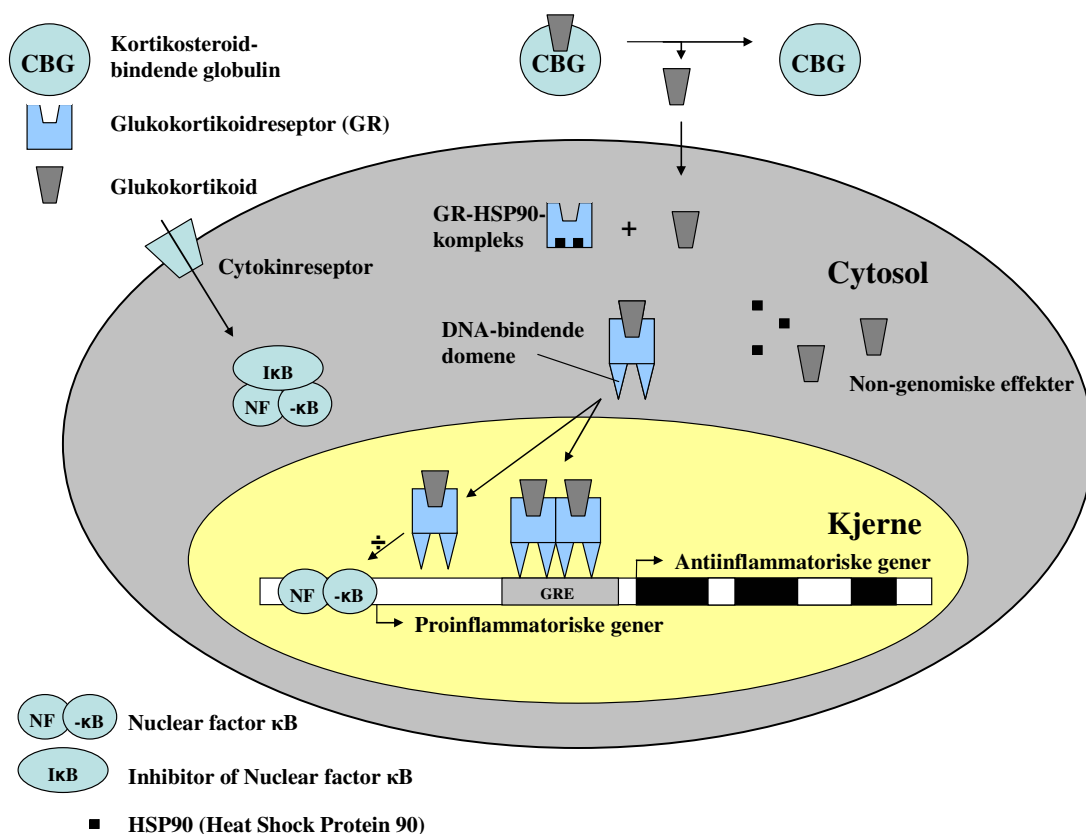 CBG
Kortikosteroid-
bindende globulin
CBG
CBG
Glukokortikoidreseptor (GR)
Glukokortikoid
GR-HSP90-
kompleks
+
Cytokinreseptor
Cytosol
DNA-bindende
domene
IκB
NF
-κB
Non-genomiske effekter
Kjerne
÷
Antiinflammatoriske gener
NF
-κB
GRE
Proinflammatoriske gener
NF
-κB
Nuclear factor κB
IκB
Inhibitor of Nuclear factor κB
HSP90 (Heat Shock Protein 90)